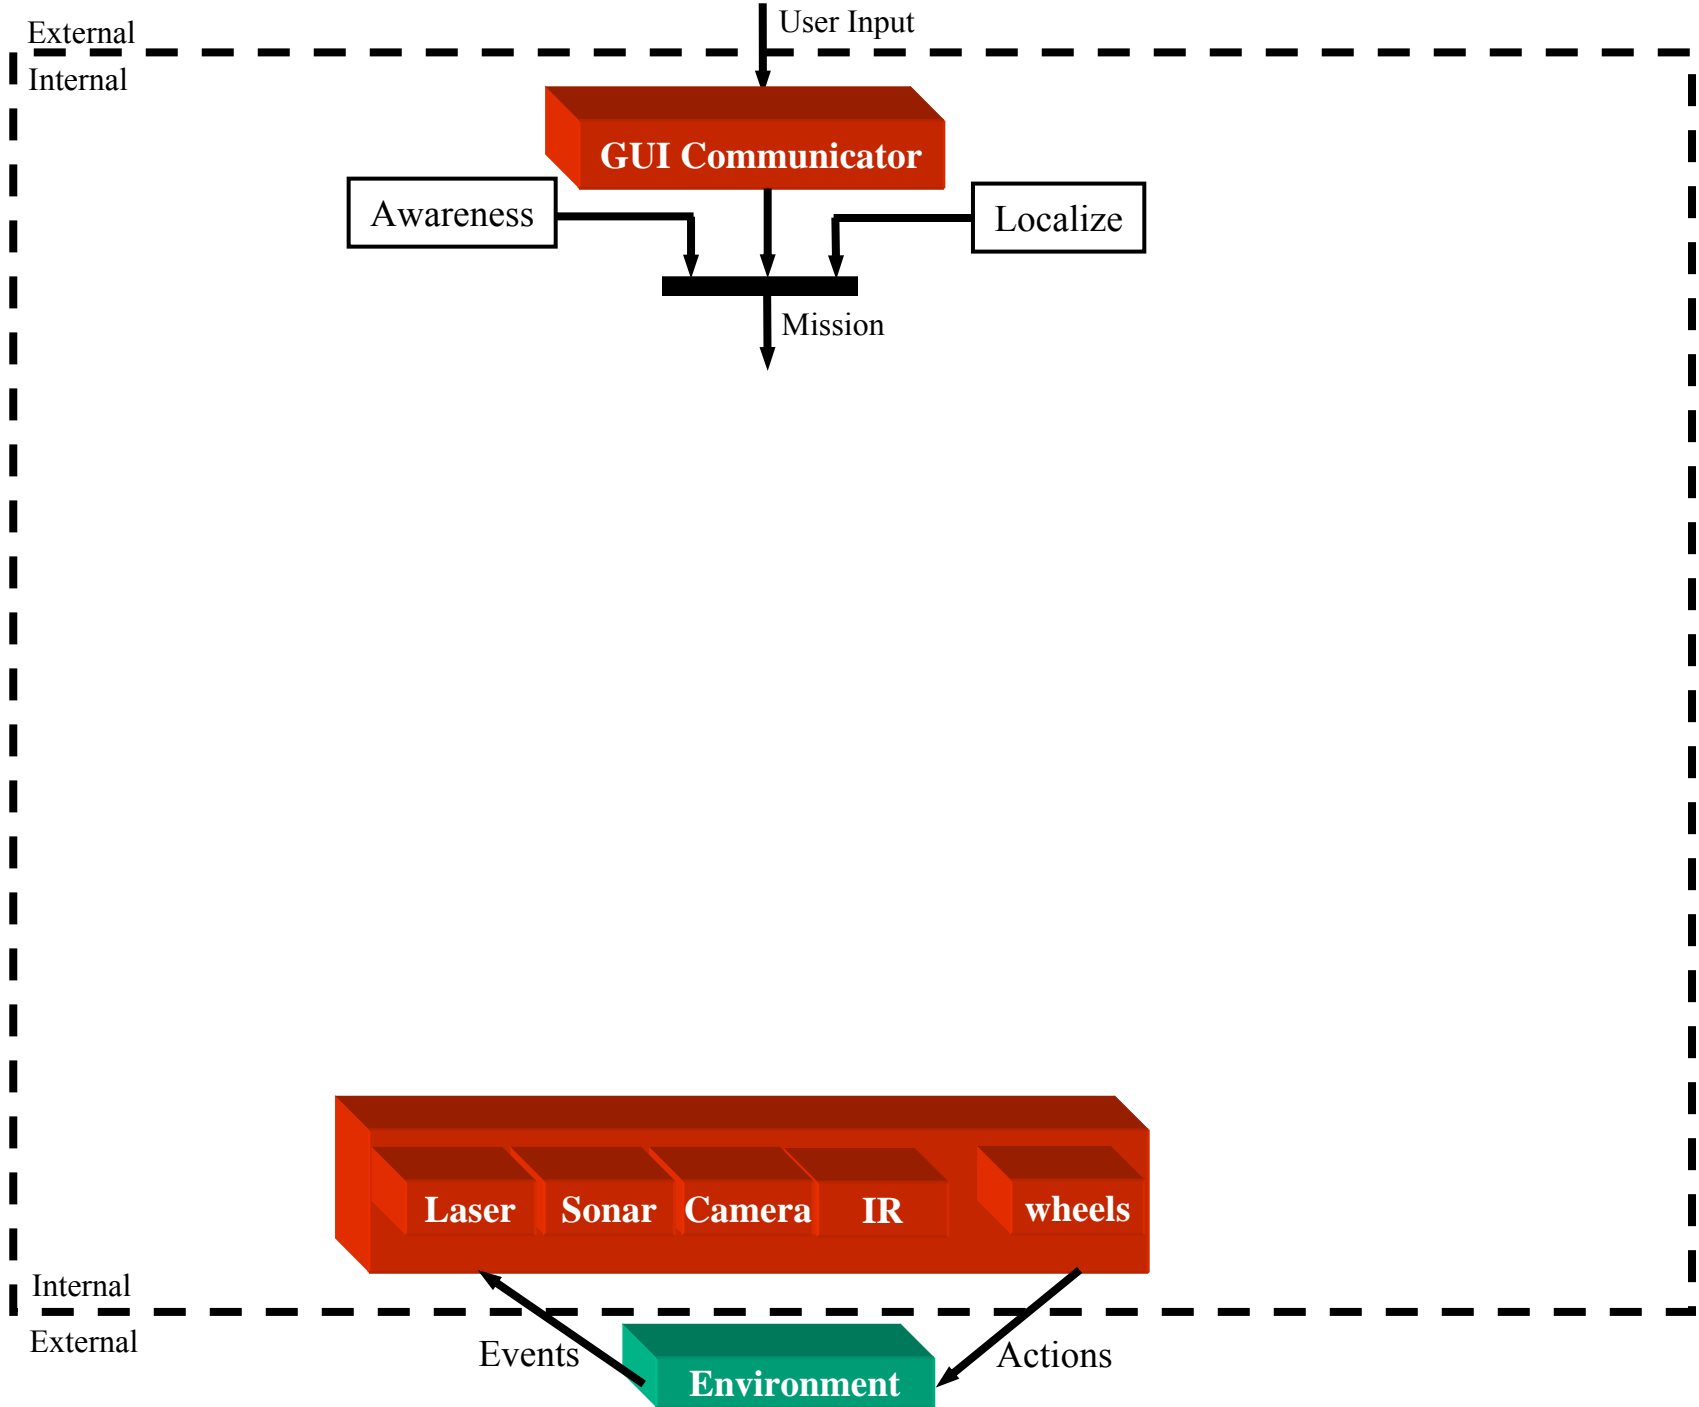 External
User Input
Internal
GUI Communicator
Awareness
Localize
Mission
Laser
Sonar
Camera
IR
wheels
Internal
External
Events
Actions
Environment